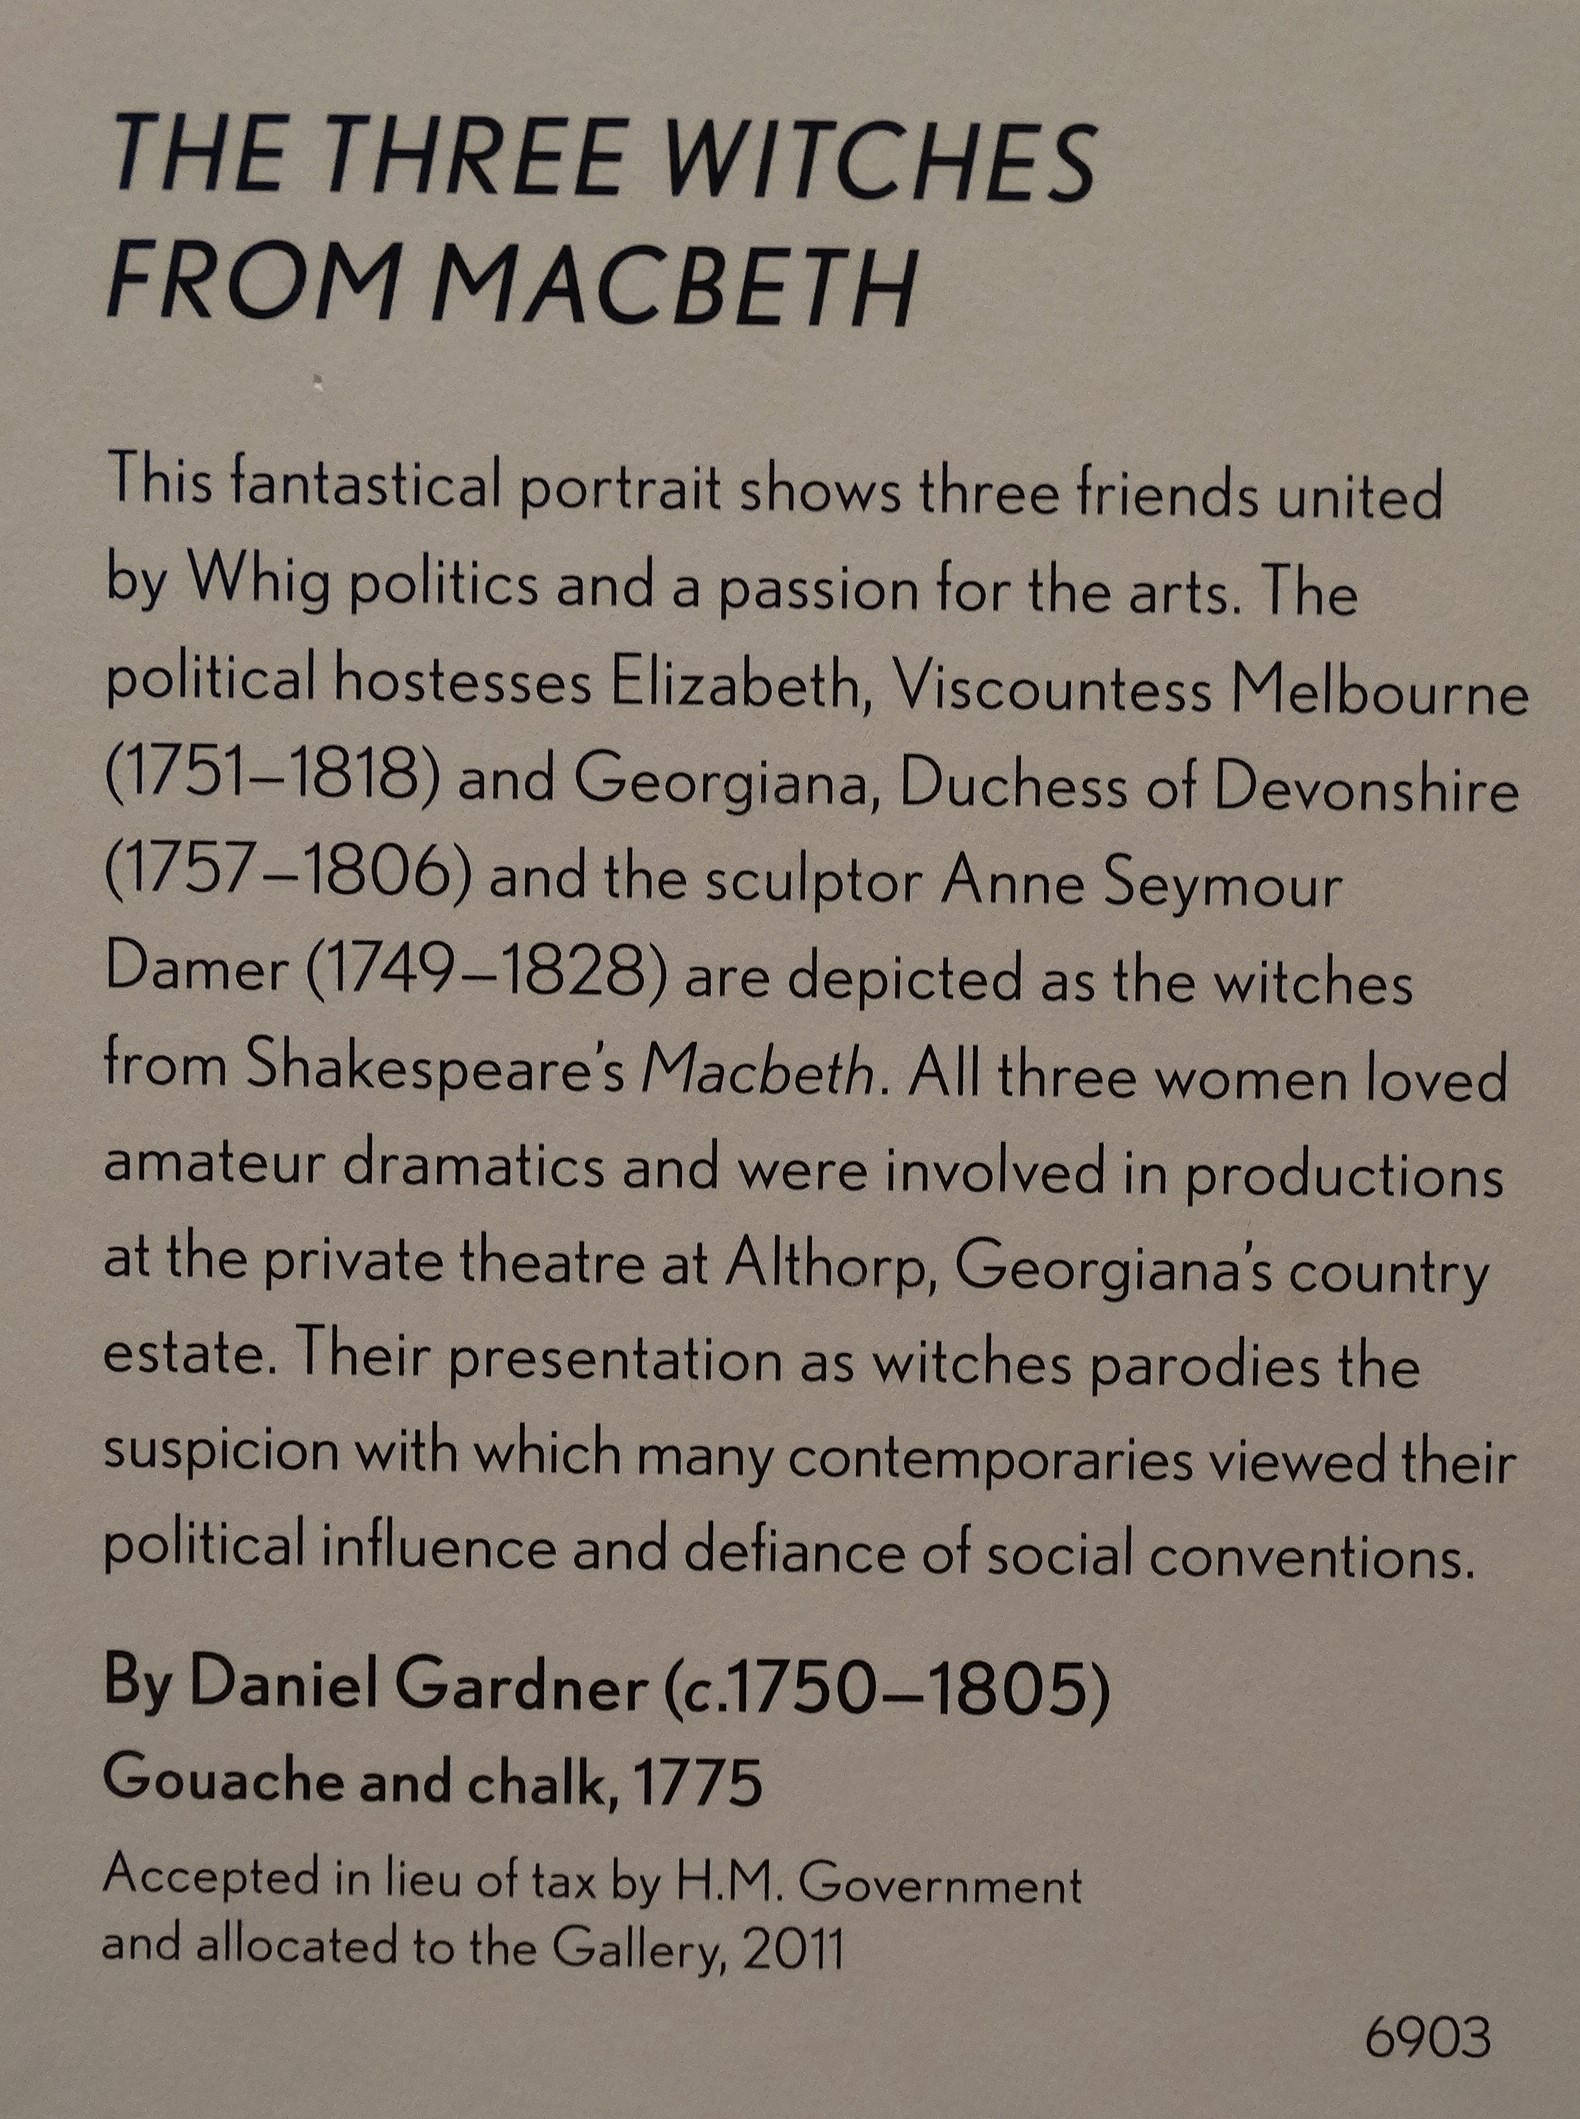 THE THREE WITCHES
FROM MACBETH
This fantastical portrait shows three friends united
by Whig politics and a passion for the arts. The
political hostesses Elizabeth, Viscountess Melbourne
(1751–1818) and Georgiana, Duchess of Devonshire
(1757–1806) and the sculptor Anne Seymour
Damer (1749–1828) are depicted as the witches
from Shakespeare's Macbeth. All three women loved
amateur dramatics and were involved in productions
at the private theatre at Althorp, Georgiana's country
estate. Their presentation as witches parodies the
suspicion with which many contemporaries viewed their
political influence and defiance of social conventions.
By Daniel Gardner (c.1750–1805)
Gouache and chalk, 1775
Accepted in lieu of tax by H.M. Government
and allocated to the Gallery, 2011
6903